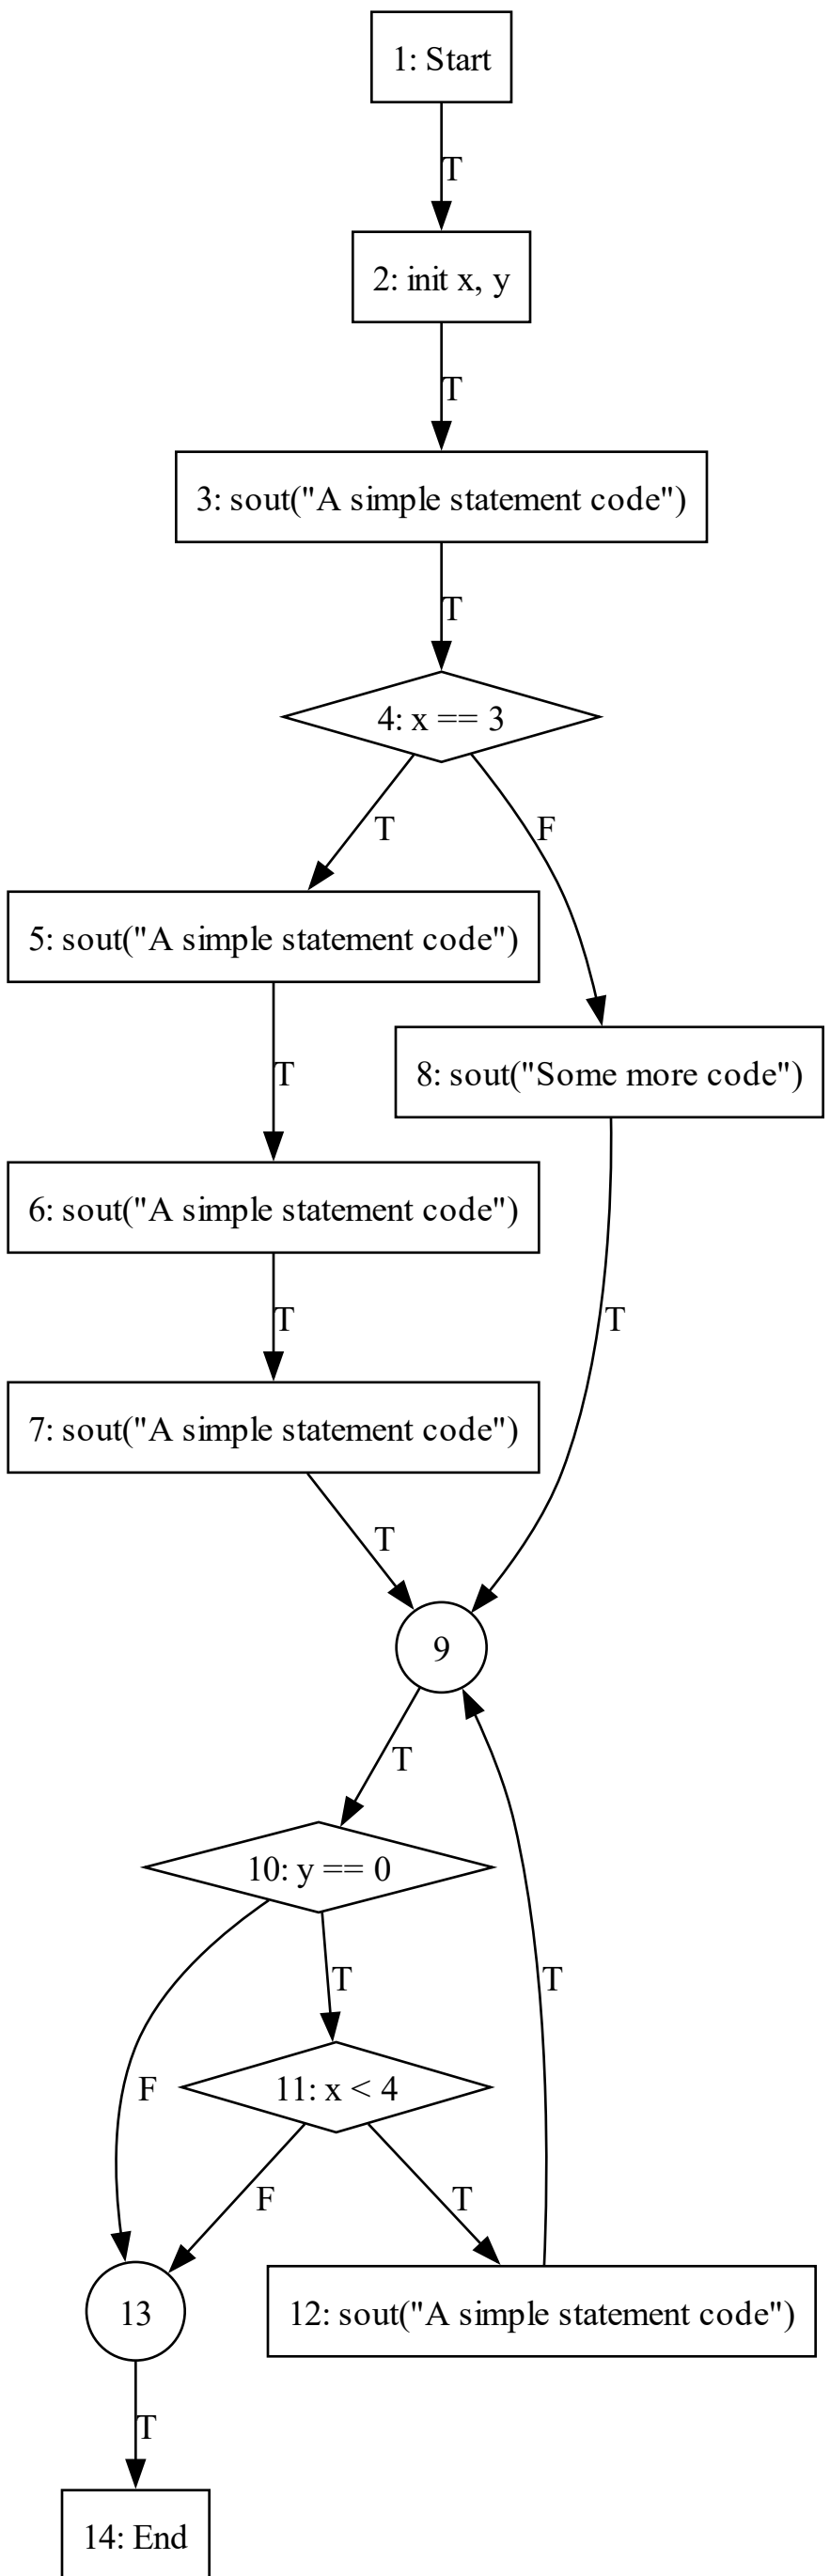 1: Start
T
2: init x, y
T
3: sout("A simple statement code")
T
4: x == 3
T
F
5: sout("A simple statement code")
T
8: sout("Some more code")
6: sout("A simple statement code")
T
T
7: sout("A simple statement code")
T
9
T
10: y == 0
T
T
F
11: x < 4
F
T
13
12: sout("A simple statement code")
T
14: End